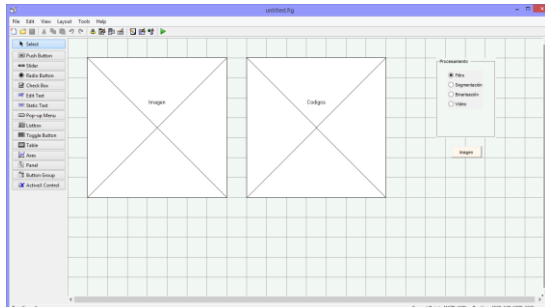 untitled.fig
File Edit View Layout Tools Help
Select
Push Button
Slider
Radio Button
Check Box
Edit Text
Static Text
Pop-up Menu
Listbox
Toggle Button
Table
Axes
Panel
Button Group
ActiveX Control
Imagen
Codigos
Procesamiento
Filtro
Segmentación
Binarización
Video
Imagen